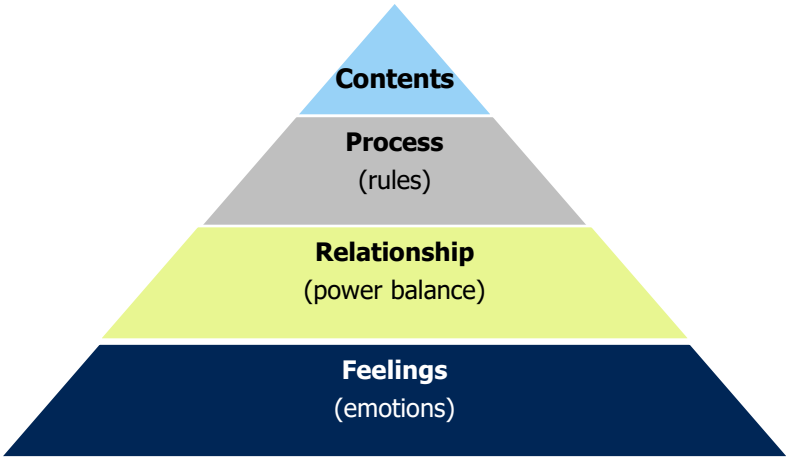 Contents
Process
(rules)
Relationship
(power balance)
Feelings
(emotions)